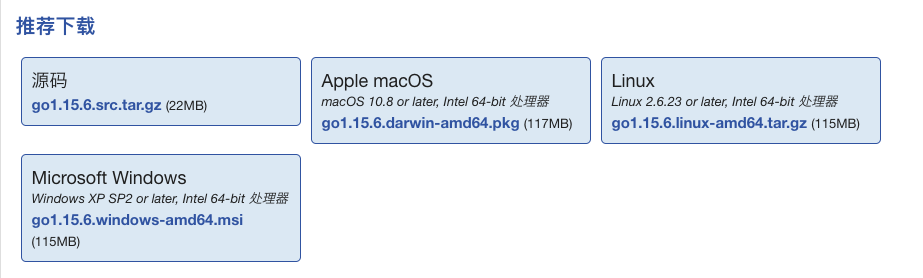 推荐下载
源码
go1.15.6.src.tar.gz (22MB)
Apple macOS
macOS 10.8 or later, Intel 64-bit 处理器
go1.15.6.darwin-amd64.pkg (117MB)
Linux
Linux 2.6.23 or later, Intel 64-bit 处理器
go1.15.6.linux-amd64.tar.gz (115MB)
Microsoft Windows
Windows XP SP2 or later, Intel 64-bit 处理器
go1.15.6.windows-amd64.msi
(115MB)